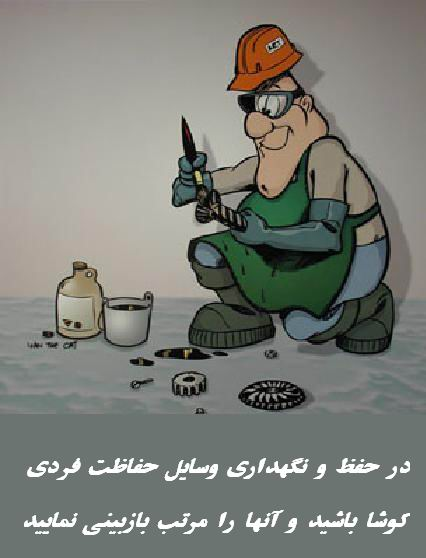 در حفظ و نگهداری وسایل حفاظت فردی
کوشا باشید و آنها را مرتب بازبینی نمایید